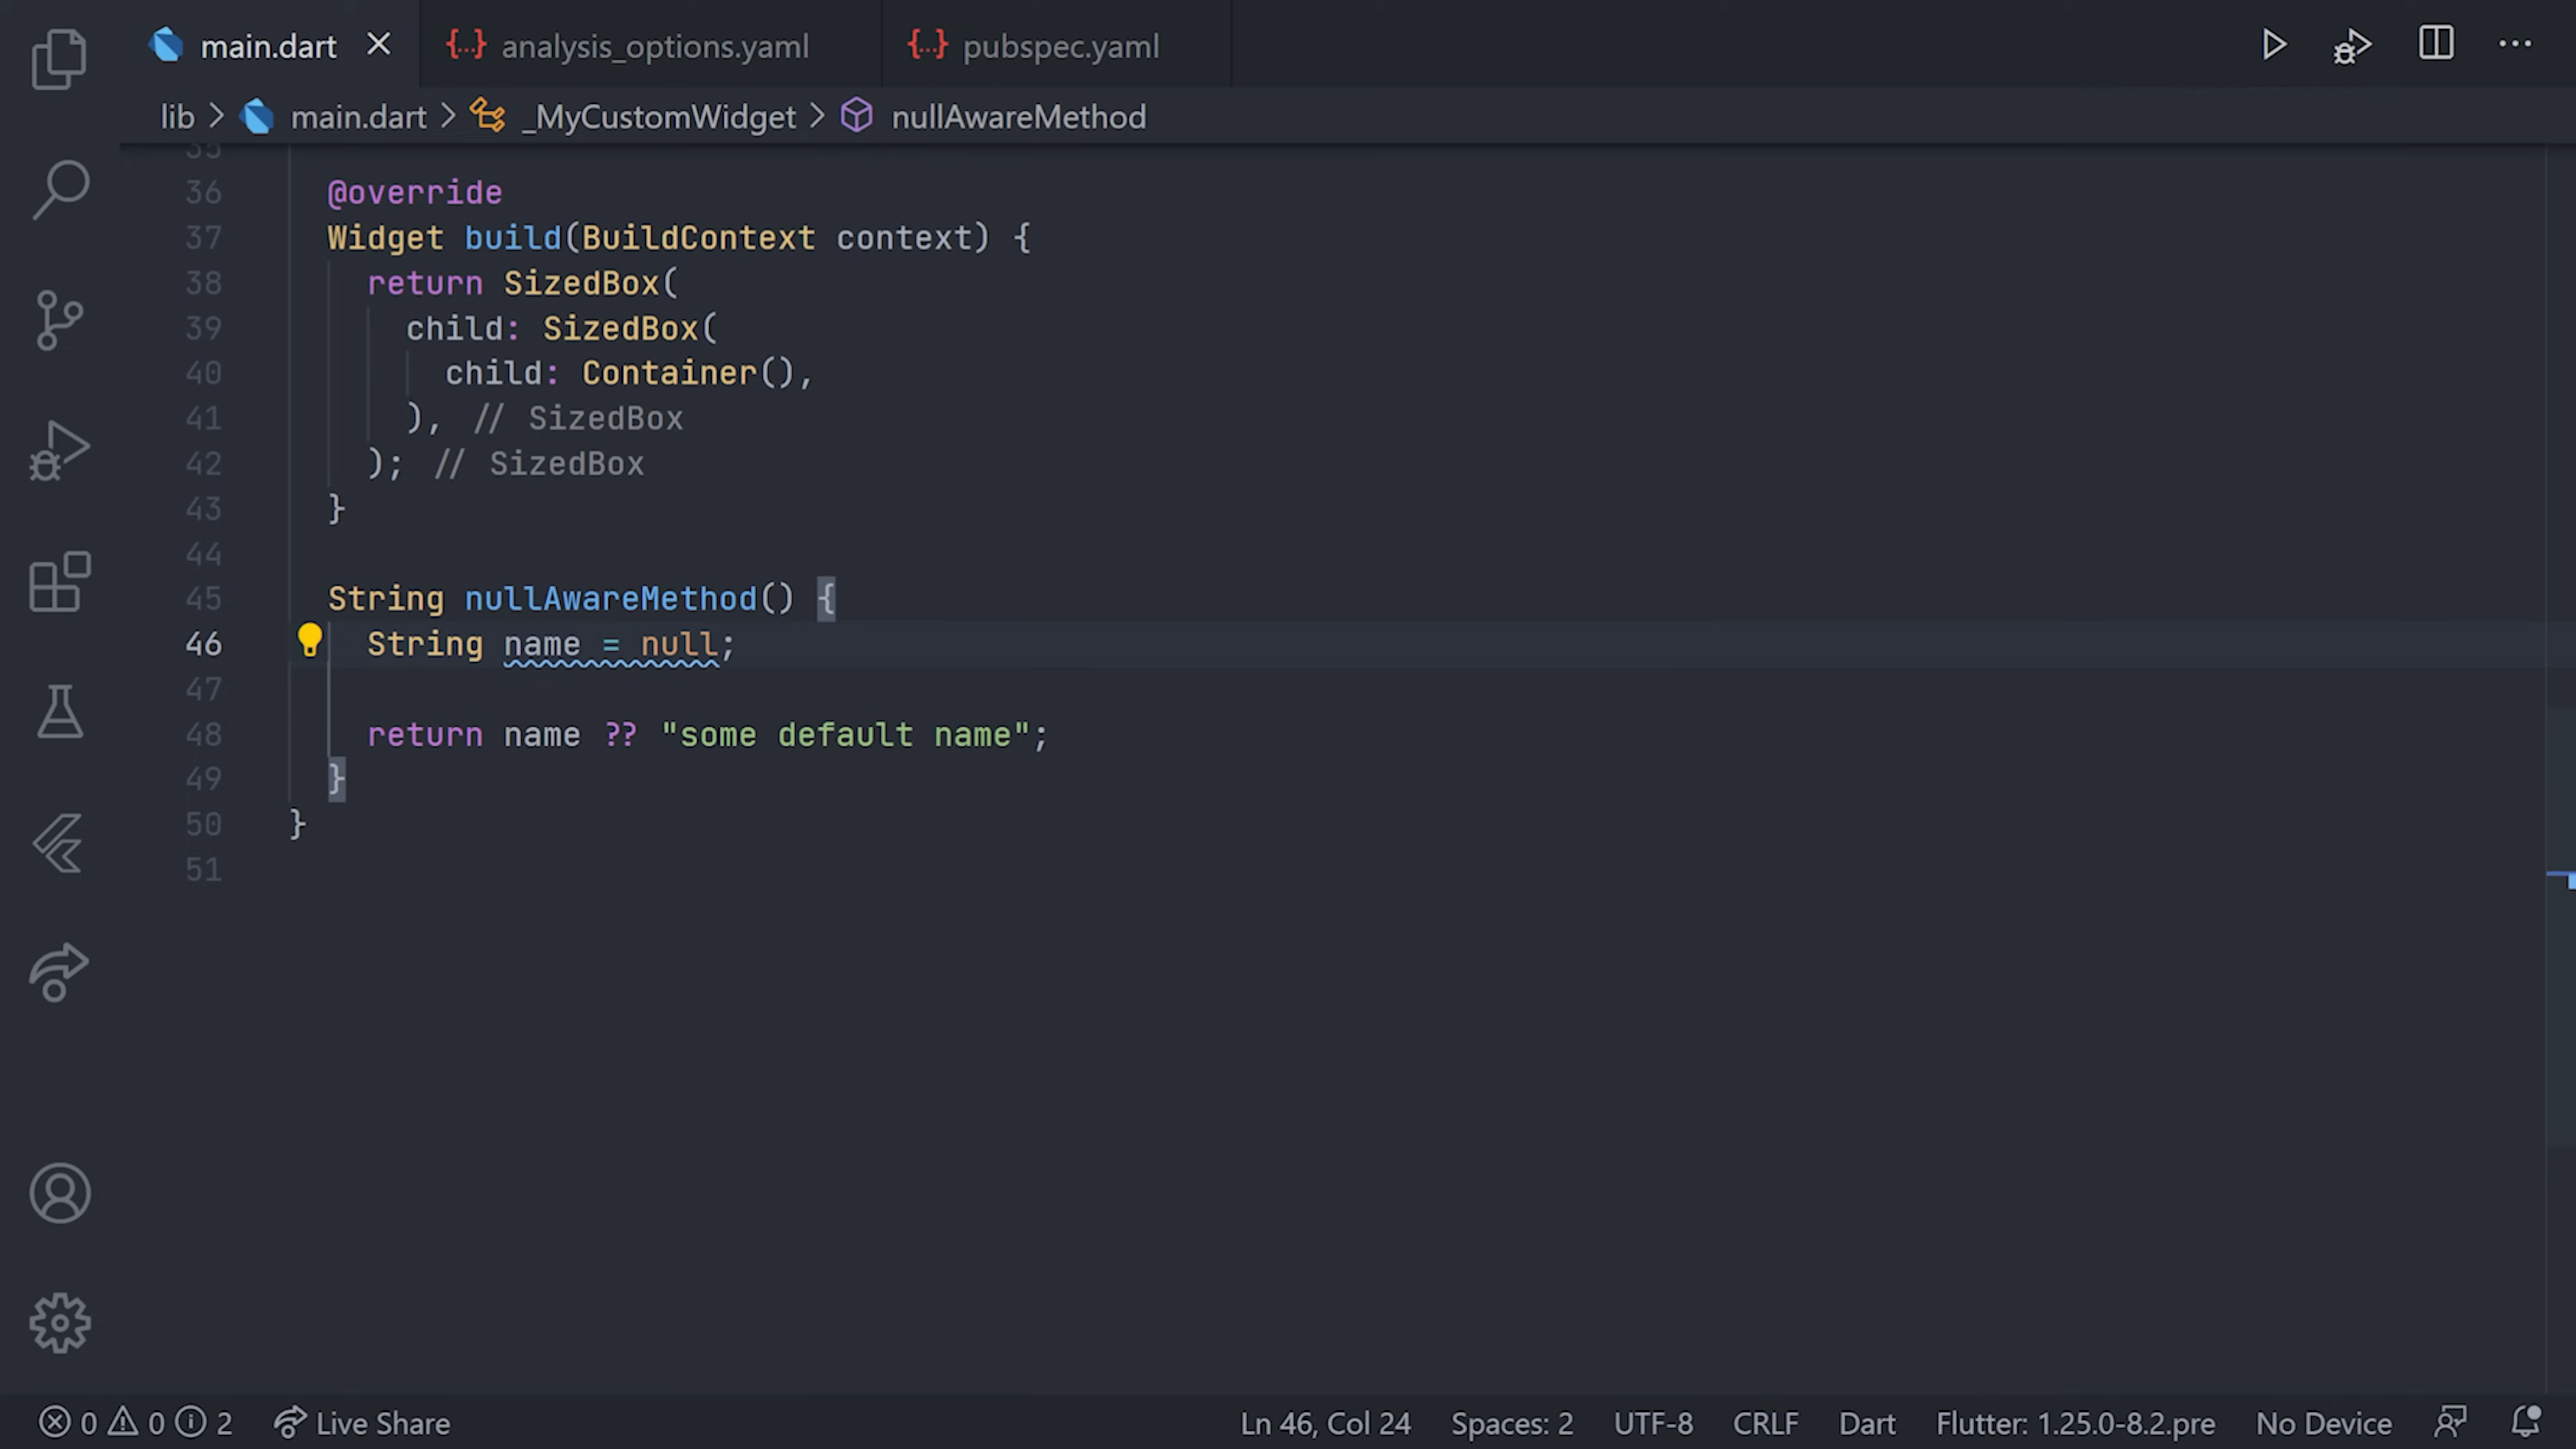 main.dart analysis_options.yaml pubspec.yaml
lib > main.dart > _MyCustomWidget > nullAwareMethod
35
36 @override
37 Widget build(BuildContext context) {
38 return SizedBox(
39 child: SizedBox(
40 child: Container(),
41 ), // SizedBox
42 ); // SizedBox
43 }
44
45 String nullAwareMethod() {
46 String name = null;
47
48 return name ?? "some default name";
49 }
50 }
51
0 0 2 Live Share Ln 46, Col 24 Spaces: 2 UTF-8 CRLF Dart Flutter: 1.25.0-8.2.pre No Device